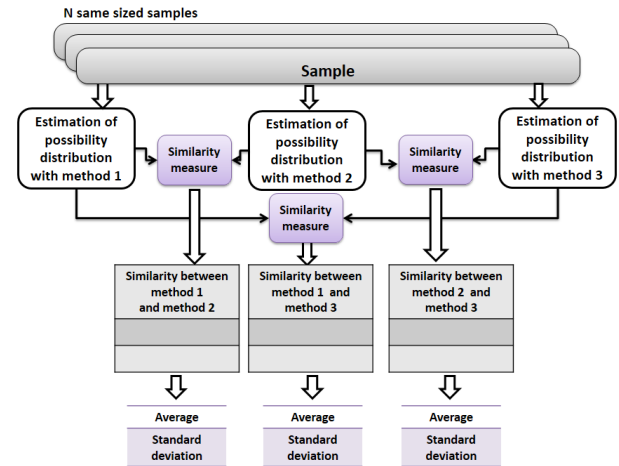 N same sized samples
Sample
Estimation of
possibility
distribution
with method 1
Similarity
measure
Estimation of
possibility
distribution
with method 2
Similarity
measure
Estimation of
possibility
distribution
with method 3
Similarity
measure
Similarity between
method 1
and method 2
Similarity between
method 1 and
method 3
Similarity between
method 2 and
method 3
Average
Standard
deviation
Average
Standard
deviation
Average
Standard
deviation